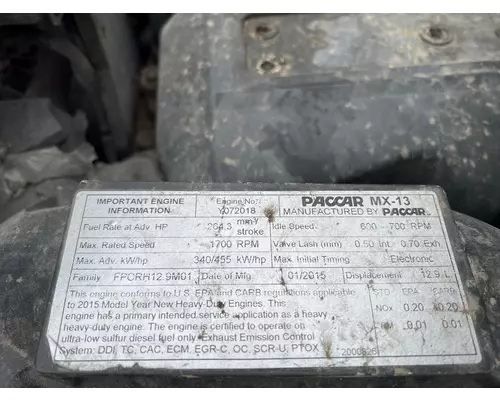 IMPORTANT ENGINE INFORMATION
Engine No: Y072018
PACCAR MX-13
MANUFACTURED BY PACCAR
Fuel Rate at Adv. HP 264.3 mm³/ stroke
Idle Speed 600 - 700 RPM
Max. Rated Speed 1700 RPM
Valve Lash (mm) 0.50 Int. 0.70 Exh.
Max. Adv. kW/hp 340/455 kW/hp
Initial Timing Electronic
Family FPCRH12.9M01
Date of Mfg 01/2015
Displacement 12.9 L
This engine conforms to U.S. EPA and CARB regulations applicable
to 2015 Model Year New Heavy-Duty Engines. This
engine has a primary intended service application as a heavy
heavy-duty engine. The engine is certified to operate on
ultra-low sulfur diesel fuel only. Exhaust Emission Control
System: DDI, TC, CAC, ECM, EGR-C, OC, SCR-U, PTOX
STD EPA CARB
NOx 0.20 0.20
0.01 0.01